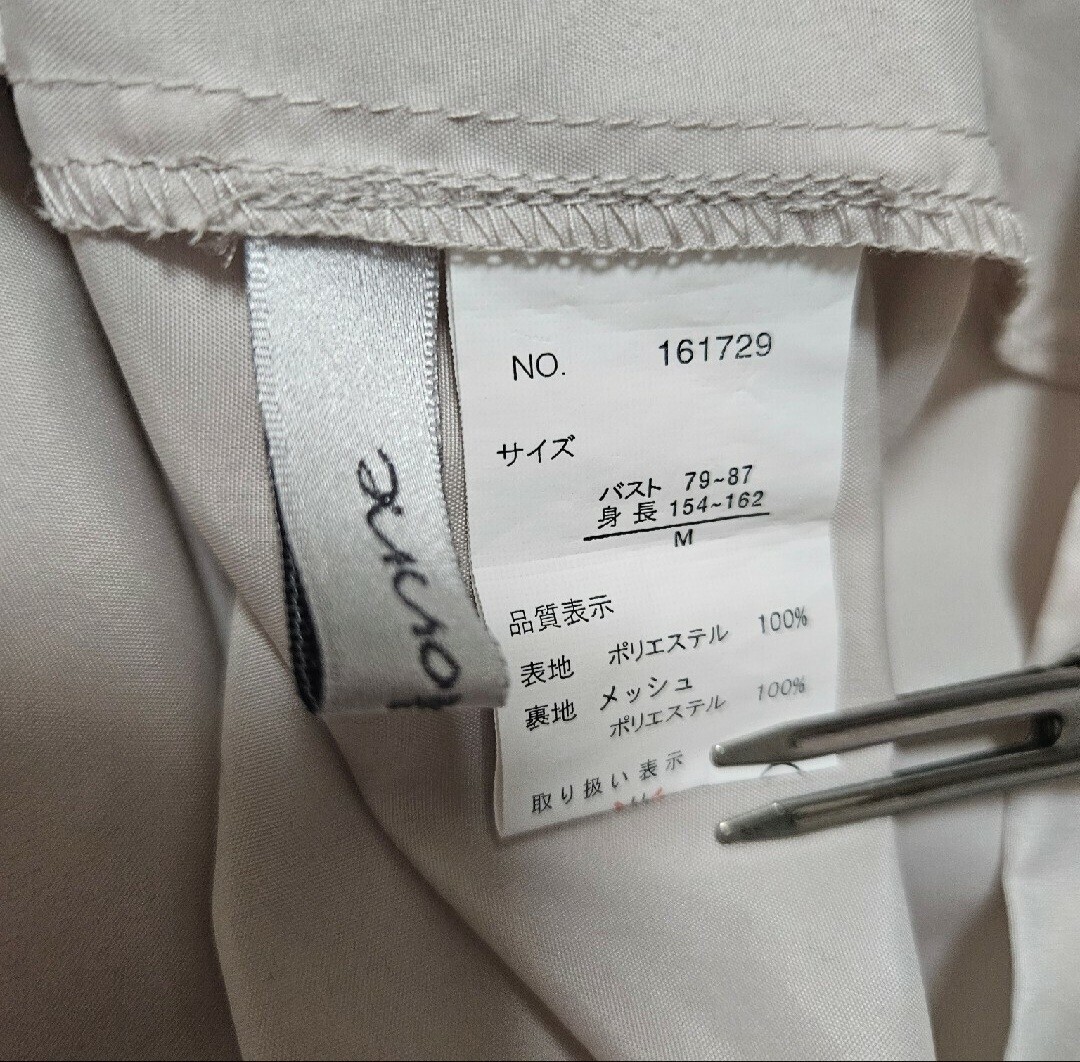 NO. 161729
サイズ
バスト 79~87
身長 154~162
M
品質表示
表地 ポリエステル 100%
裏地 メッシュ
ポリエステル 100%
取り扱い表示